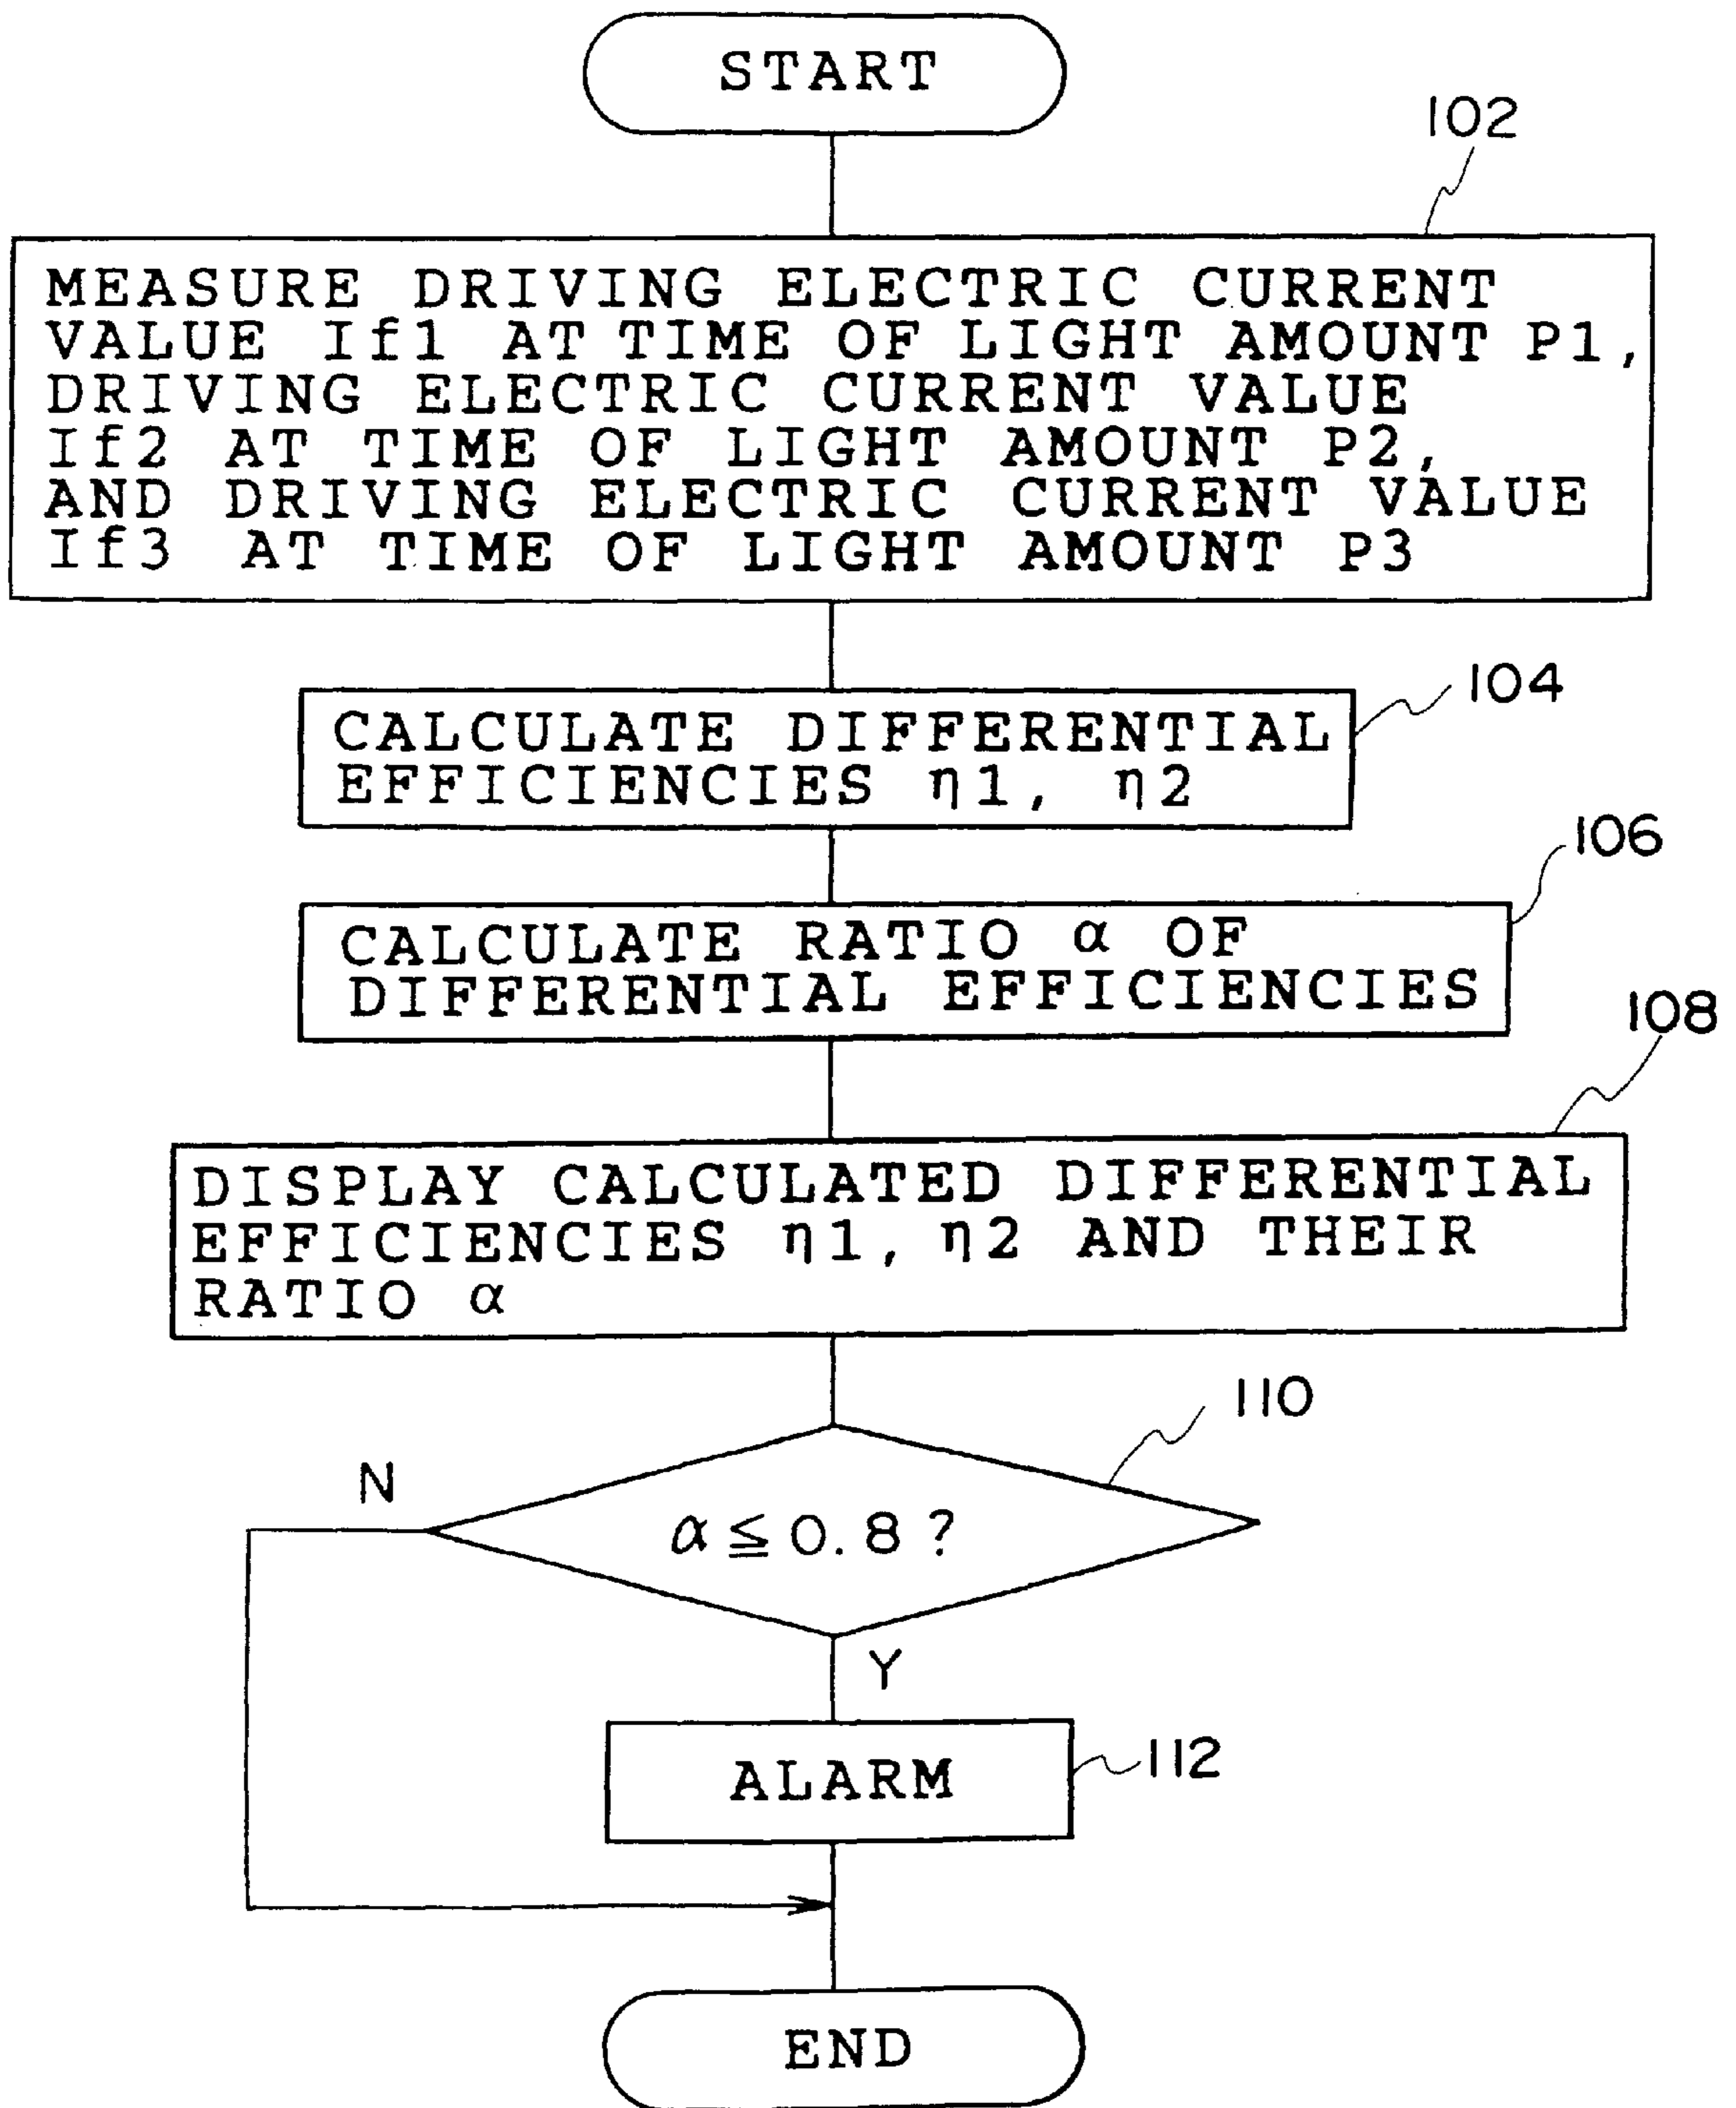 START
102
MEASURE DRIVING ELECTRIC CURRENT
VALUE If1 AT TIME OF LIGHT AMOUNT P1,
DRIVING ELECTRIC CURRENT VALUE
If2 AT TIME OF LIGHT AMOUNT P2,
AND DRIVING ELECTRIC CURRENT VALUE
If3 AT TIME OF LIGHT AMOUNT P3
104
CALCULATE DIFFERENTIAL
EFFICIENCIES η1, η2
106
CALCULATE RATIO α OF
DIFFERENTIAL EFFICIENCIES
108
DISPLAY CALCULATED DIFFERENTIAL
EFFICIENCIES η1, η2 AND THEIR
RATIO α
110
N
α ≦ 0.8 ?
Y
ALARM
112
END